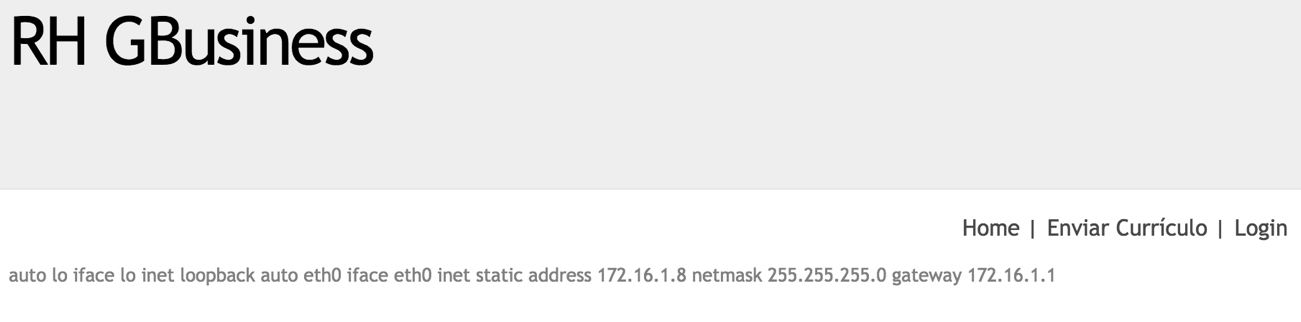 RH GBusiness
Home | Enviar Currículo | Login
auto lo iface lo inet loopback auto eth0 iface eth0 inet static address 172.16.1.8 netmask 255.255.255.0 gateway 172.16.1.1